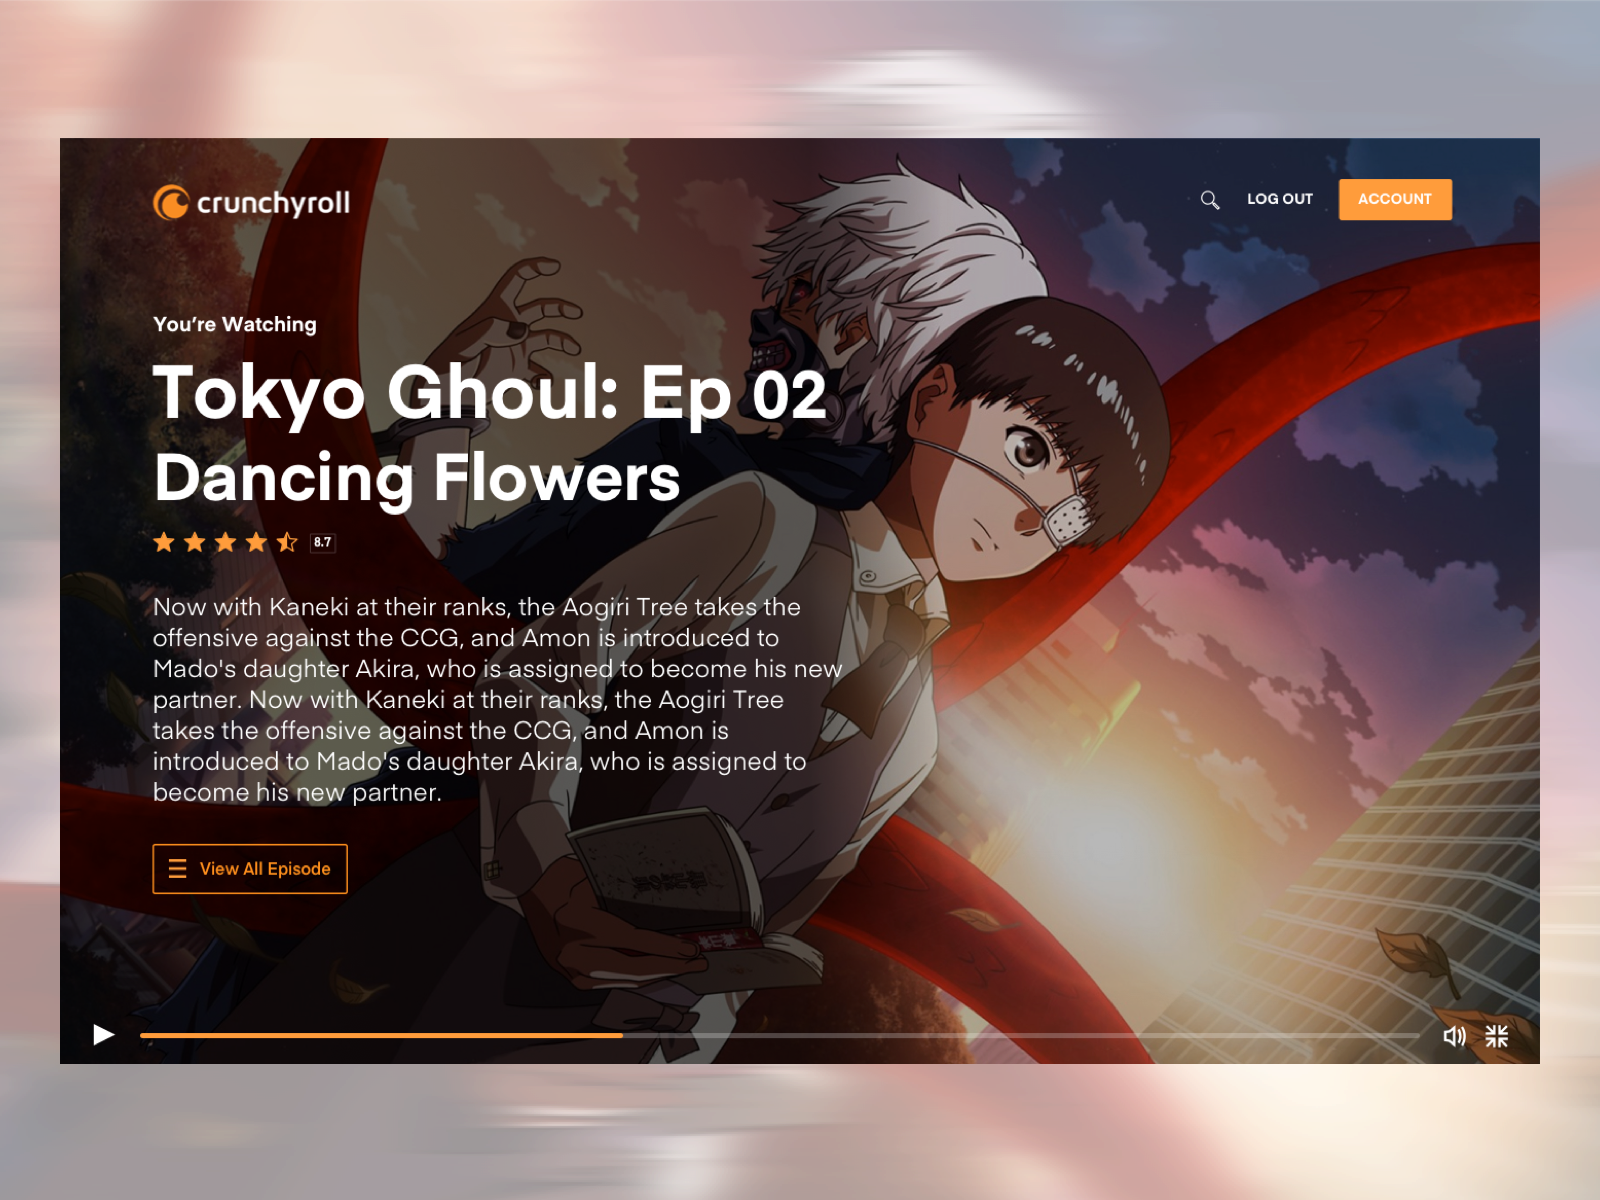 crunchyroll
LOG OUT
ACCOUNT
You're Watching
Tokyo Ghoul: Ep 02
Dancing Flowers
8.7
Now with Kaneki at their ranks, the Aogiri Tree takes the
offensive against the CCG, and Amon is introduced to
Mado's daughter Akira, who is assigned to become his new
partner. Now with Kaneki at their ranks, the Aogiri Tree
takes the offensive against the CCG, and Amon is
introduced to Mado's daughter Akira, who is assigned to
become his new partner.
View All Episode